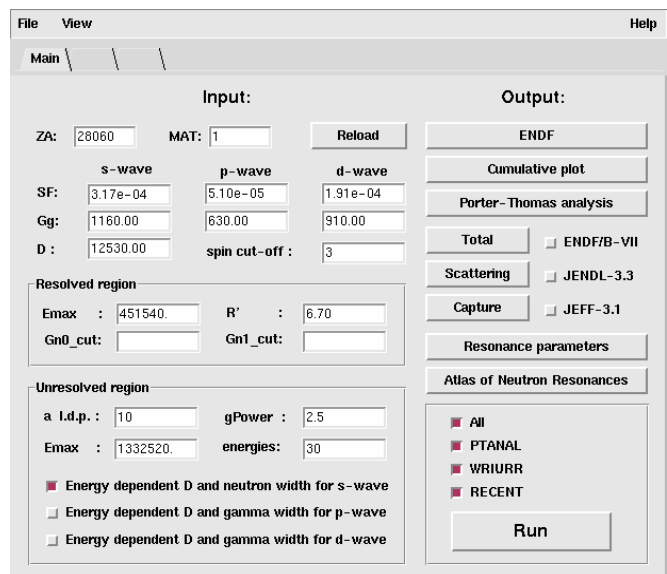 File View Help
Main
Input:
ZA: 28060 MAT: 1 Reload
s-wave p-wave d-wave
SF: 3.17e-04 5.10e-05 1.91e-04
Gg: 1160.00 630.00 910.00
D : 12530.00 spin cut-off : 3
Resolved region
Emax : 451540. R' : 6.70
Gn0_cut: Gn1_cut:
Unresolved region
a l.d.p. : 10 gPower : 2.5
Emax : 1332520. energies: 30
Energy dependent D and neutron width for s-wave
Energy dependent D and gamma width for p-wave
Energy dependent D and gamma width for d-wave
Output:
ENDF
Cumulative plot
Porter-Thomas analysis
Total ENDF/B-VII
Scattering JENDL-3.3
Capture JEFF-3.1
Resonance parameters
Atlas of Neutron Resonances
All
PTANAL
WRIURR
RECENT
Run